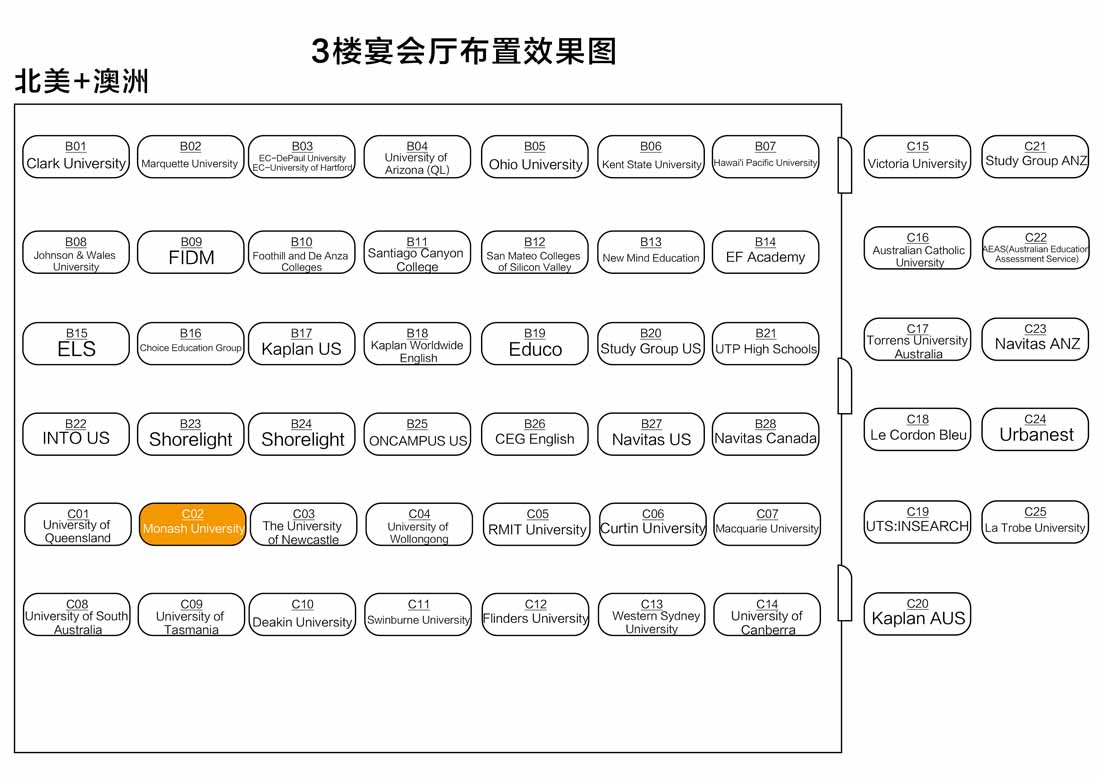 3楼宴会厅布置效果图
北美+澳洲
B01
Clark University
B02
Marquette University
B03
EC-DePaul University
EC-University of Hartford
B04
University of
Arizona (QL)
B05
Ohio University
B06
Kent State University
B07
Hawai'i Pacific University
C15
Victoria University
C21
Study Group ANZ
B08
Johnson & Wales
University
B09
FIDM
B10
Foothill and De Anza
Colleges
B11
Santiago Canyon
College
B12
San Mateo Colleges
of Silicon Valley
B13
New Mind Education
B14
EF Academy
C16
Australian Catholic
University
C22
AEAS(Australian Education
Assessment Service)
B15
ELS
B16
Choice Education Group
B17
Kaplan US
B18
Kaplan Worldwide
English
B19
Educo
B20
Study Group US
B21
UTP High Schools
C17
Torrens University
Australia
C23
Navitas ANZ
B22
INTO US
B23
Shorelight
B24
Shorelight
B25
ONCAMPUS US
B26
CEG English
B27
Navitas US
B28
Navitas Canada
C18
Le Cordon Bleu
C24
Urbanest
C01
University of
Queensland
C02
Monash University
C03
The University
of Newcastle
C04
University of
Wollongong
C05
RMIT University
C06
Curtin University
C07
Macquarie University
C19
UTS:INSEARCH
C25
La Trobe University
C08
University of South
Australia
C09
University of
Tasmania
C10
Deakin University
C11
Swinburne University
C12
Flinders University
C13
Western Sydney
University
C14
University of
Canberra
C20
Kaplan AUS